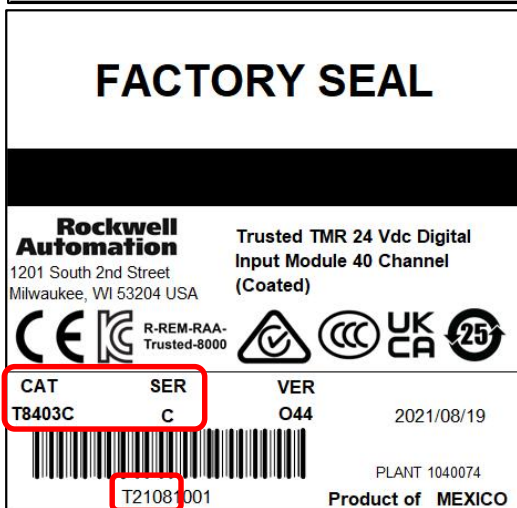 FACTORY SEAL
Rockwell
Automation
1201 South 2nd Street
Milwaukee, WI 53204 USA
Trusted TMR 24 Vdc Digital
Input Module 40 Channel
(Coated)
CE
R-REM-RAA-
Trusted-8000
CCC
UK
CA
25
CAT SER VER
T8403C C O44 2021/08/19
PLANT 1040074
T21081001
Product of MEXICO